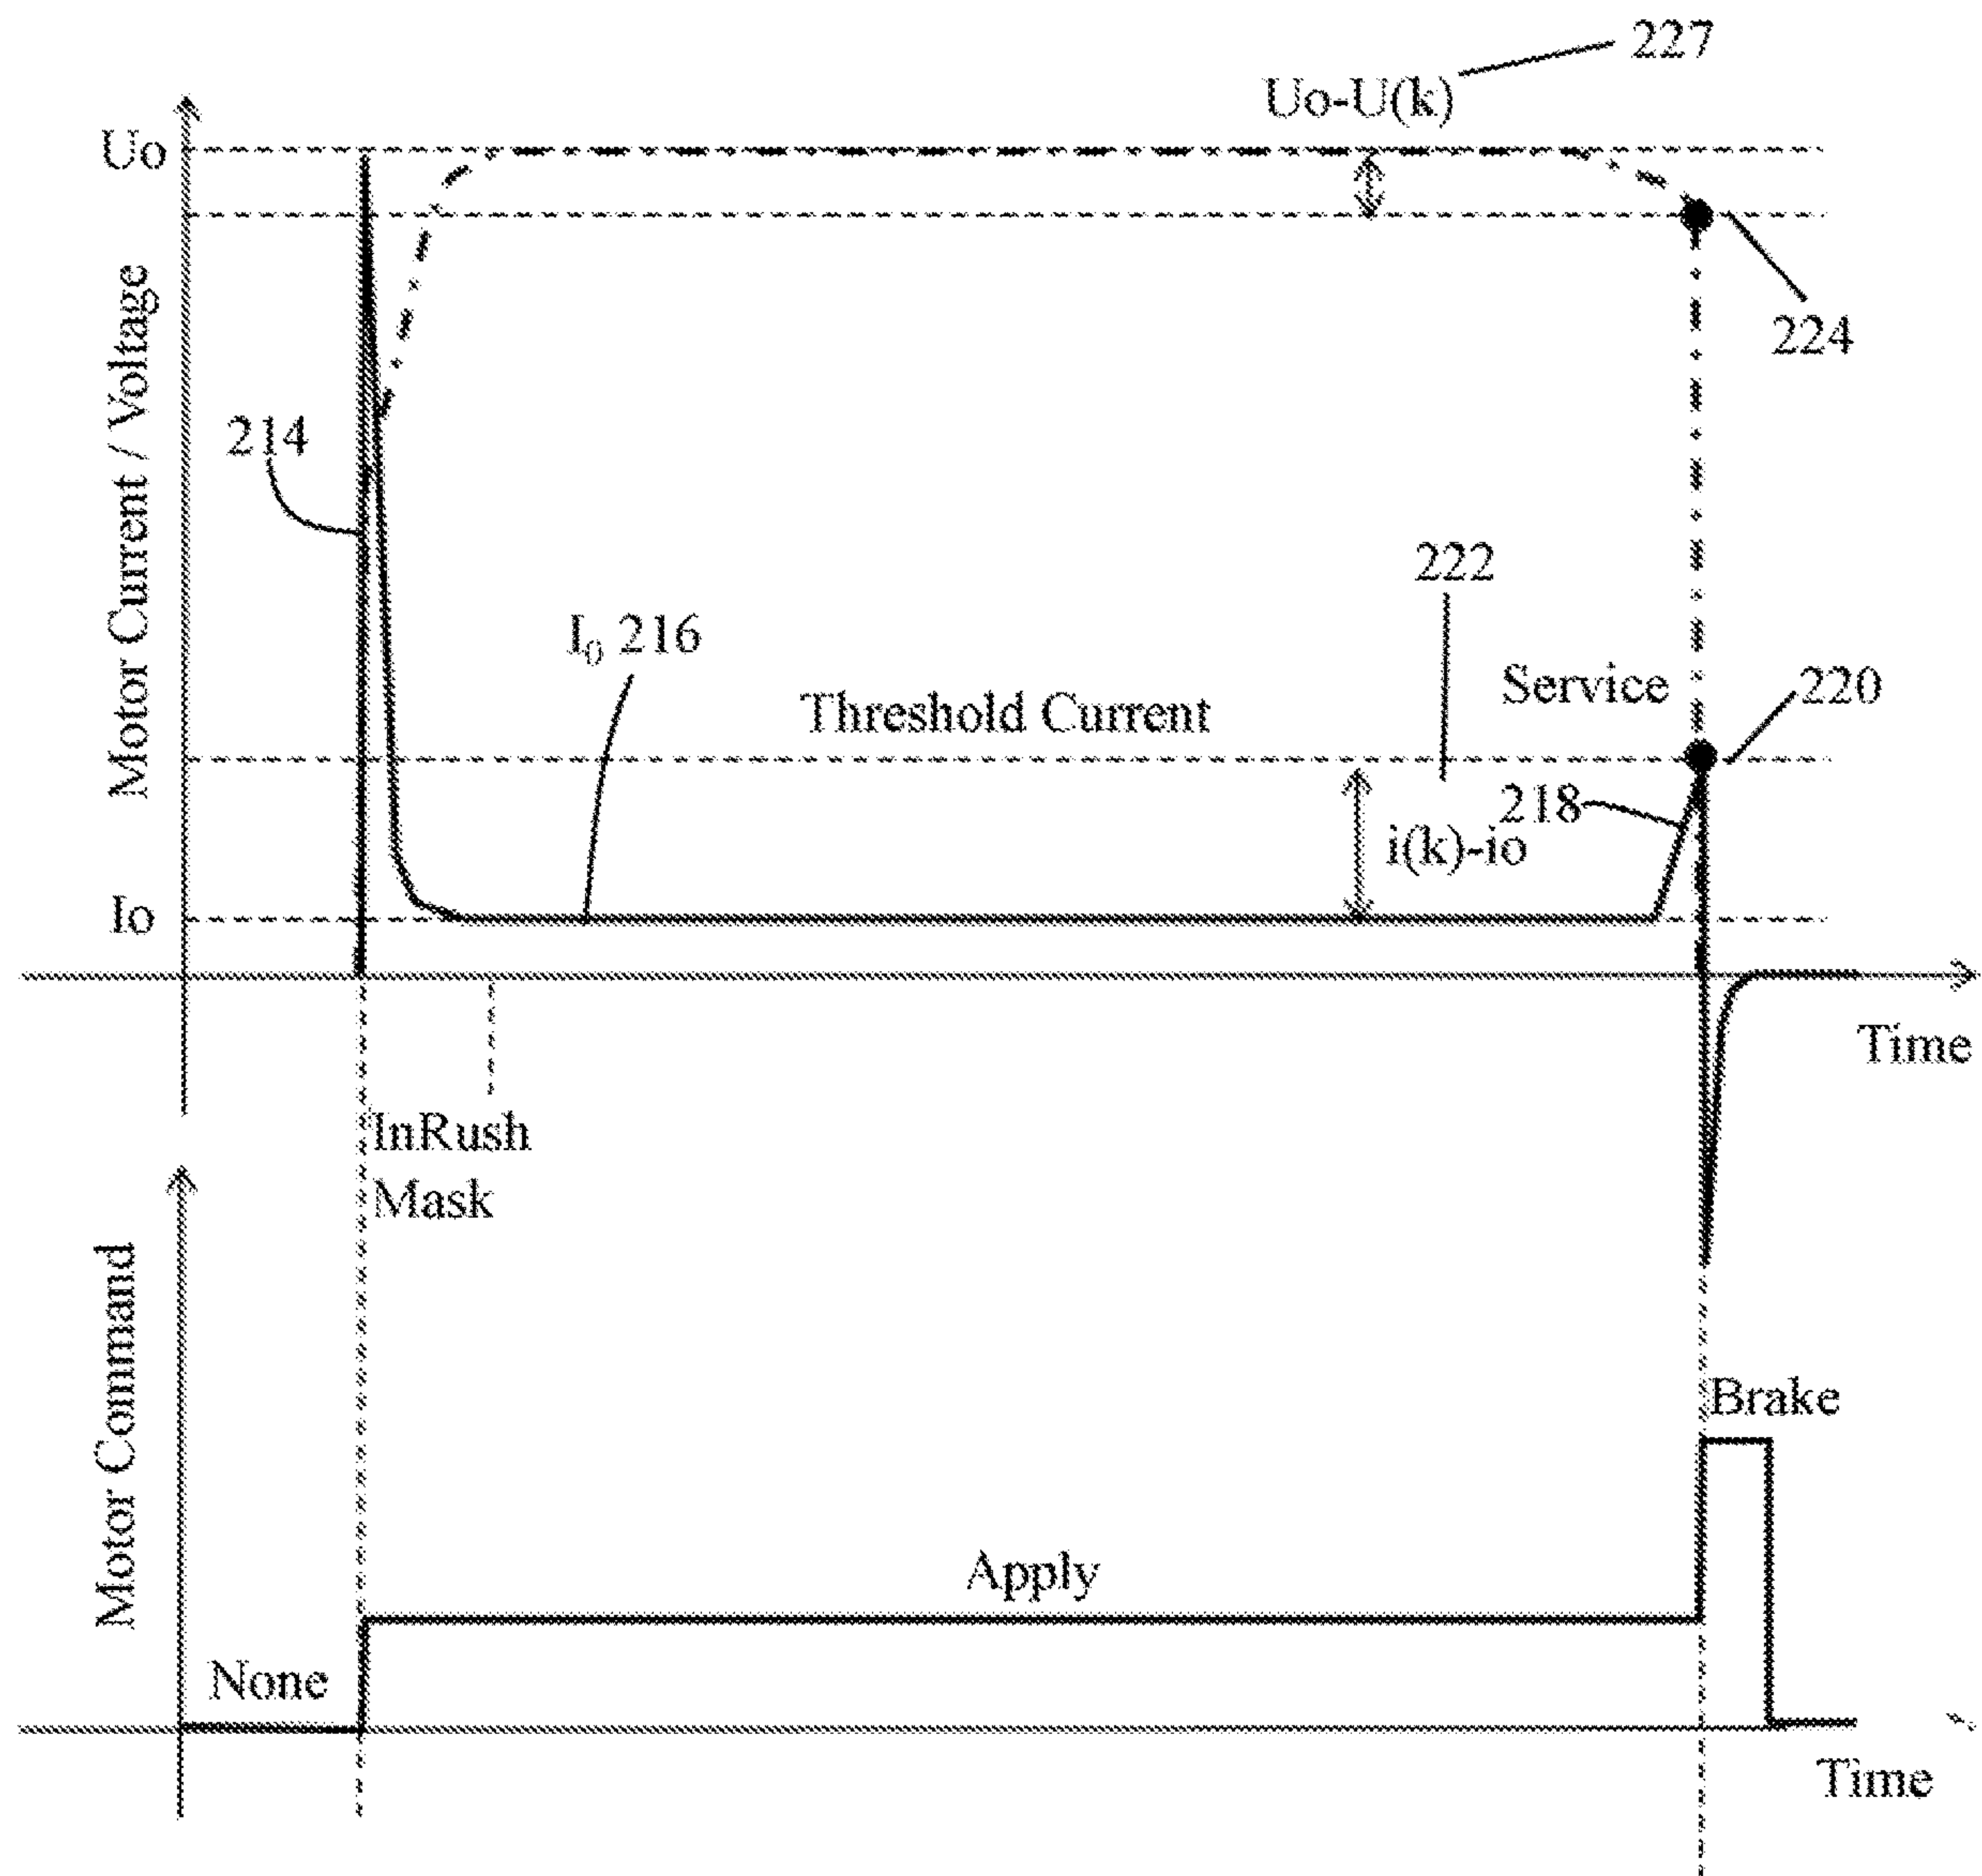 227
Uo-U(k)
Uo
Motor Current / Voltage
224
214
222
I₀ 216
Service
220
Threshold Current
218
i(k)-io
Io
Time
InRush
Mask
Motor Command
Brake
Apply
None
t
Time